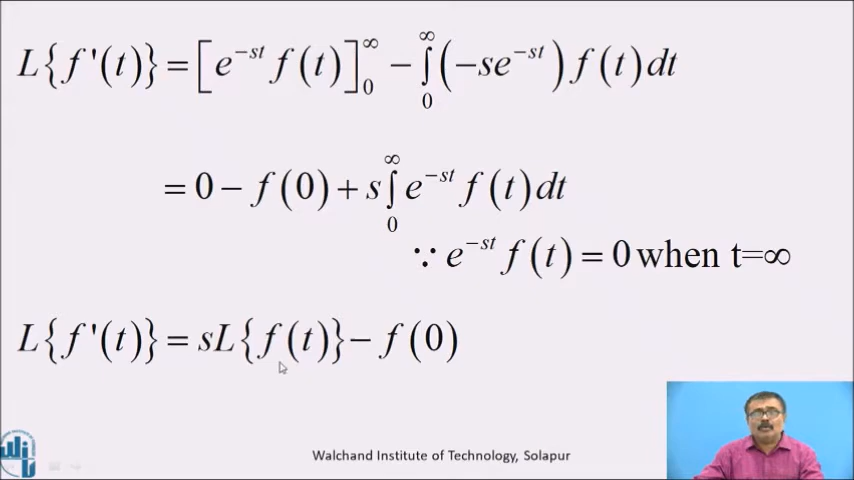 L{f'(t)} = [e^{-st} f(t)]_0^∞ − ∫_0^∞ (−se^{-st}) f(t) dt
= 0 − f(0) + s∫_0^∞ e^{-st} f(t) dt
∵ e^{-st} f(t) = 0 when t=∞
L{f'(t)} = sL{f(t)} − f(0)
Walchand Institute of Technology, Solapur